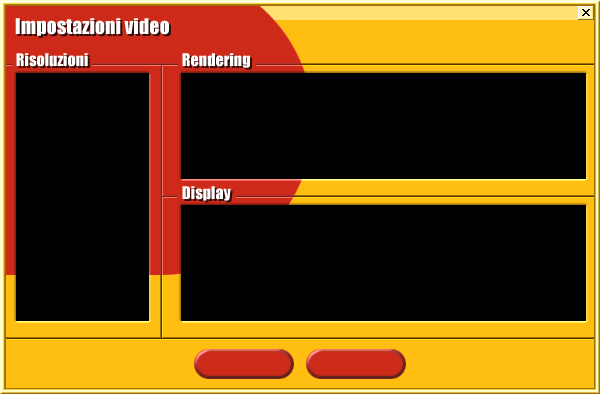 Impostazioni video
Risoluzioni
Rendering
Display